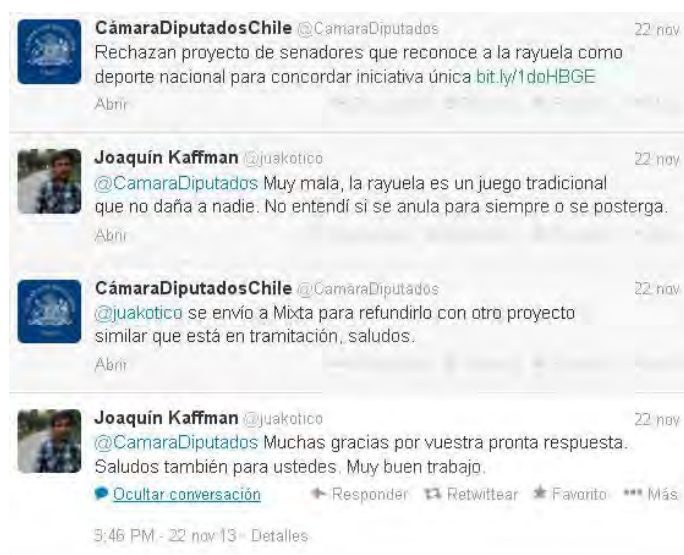 CámaraDiputadosChile @CamaraDiputados 22 nov
Rechazan proyecto de senadores que reconoce a la rayuela como
deporte nacional para concordar iniciativa única bit.ly/1doHBGE
Abrir
Joaquín Kaffman @juakotico 22 nov
@CamaraDiputados Muy mala, la rayuela es un juego tradicional
que no daña a nadie. No entendí si se anula para siempre o se posterga.
Abrir
CámaraDiputadosChile @CamaraDiputados 22 nov
@juakotico se envío a Mixta para refundirlo con otro proyecto
similar que está en tramitación, saludos.
Abrir
Joaquín Kaffman @juakotico 22 nov
@CamaraDiputados Muchas gracias por vuestra pronta respuesta.
Saludos también para ustedes. Muy buen trabajo.
Ocultar conversación Responder Retwittear Favorito Más
3:46 PM - 22 nov 13 · Detalles